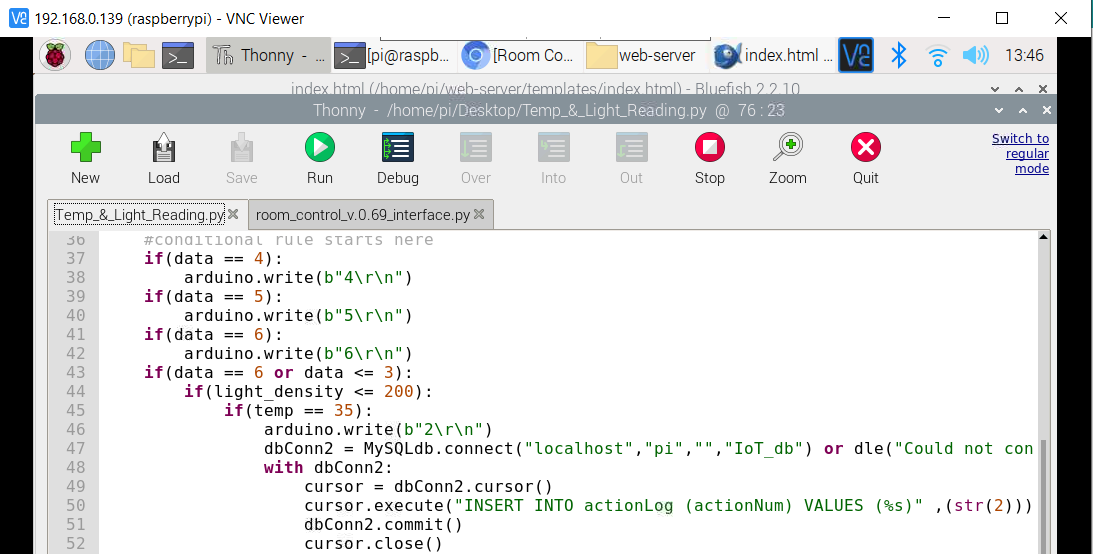 192.168.0.139 (raspberrypi) - VNC Viewer
Thonny - ... [pi@raspb... [Room Co... web-server index.html ... 13:46
index.html (/home/pi/web-server/templates/index.html) - Bluefish 2.2.10
Thonny - /home/pi/Desktop/Temp_&_Light_Reading.py @ 76 : 23
New Load Save Run Debug Over Into Out Stop Zoom Quit
Switch to
regular
mode
Temp_&_Light_Reading.py room_control_v.0.69_interface.py
36 #conditional rule starts here
37 if(data == 4):
38 arduino.write(b"4\r\n")
39 if(data == 5):
40 arduino.write(b"5\r\n")
41 if(data == 6):
42 arduino.write(b"6\r\n")
43 if(data == 6 or data <= 3):
44 if(light_density <= 200):
45 if(temp == 35):
46 arduino.write(b"2\r\n")
47 dbConn2 = MySQLdb.connect("localhost","pi","","IoT_db") or dle("Could not con
48 with dbConn2:
49 cursor = dbConn2.cursor()
50 cursor.execute("INSERT INTO actionLog (actionNum) VALUES (%s)" ,(str(2)))
51 dbConn2.commit()
52 cursor.close()